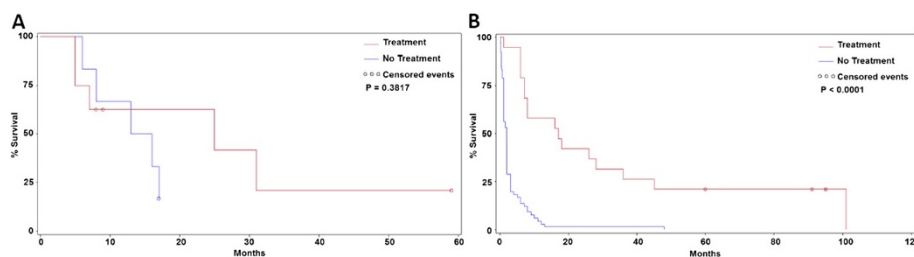 A
100
75
50
25
0
% Survival
0
10
20
30
40
50
60
Months
Treatment
No Treatment
Censored events
P = 0.3817
B
100
75
50
25
0
% Survival
0
20
40
60
80
100
120
Months
Treatment
No Treatment
Censored events
P < 0.0001